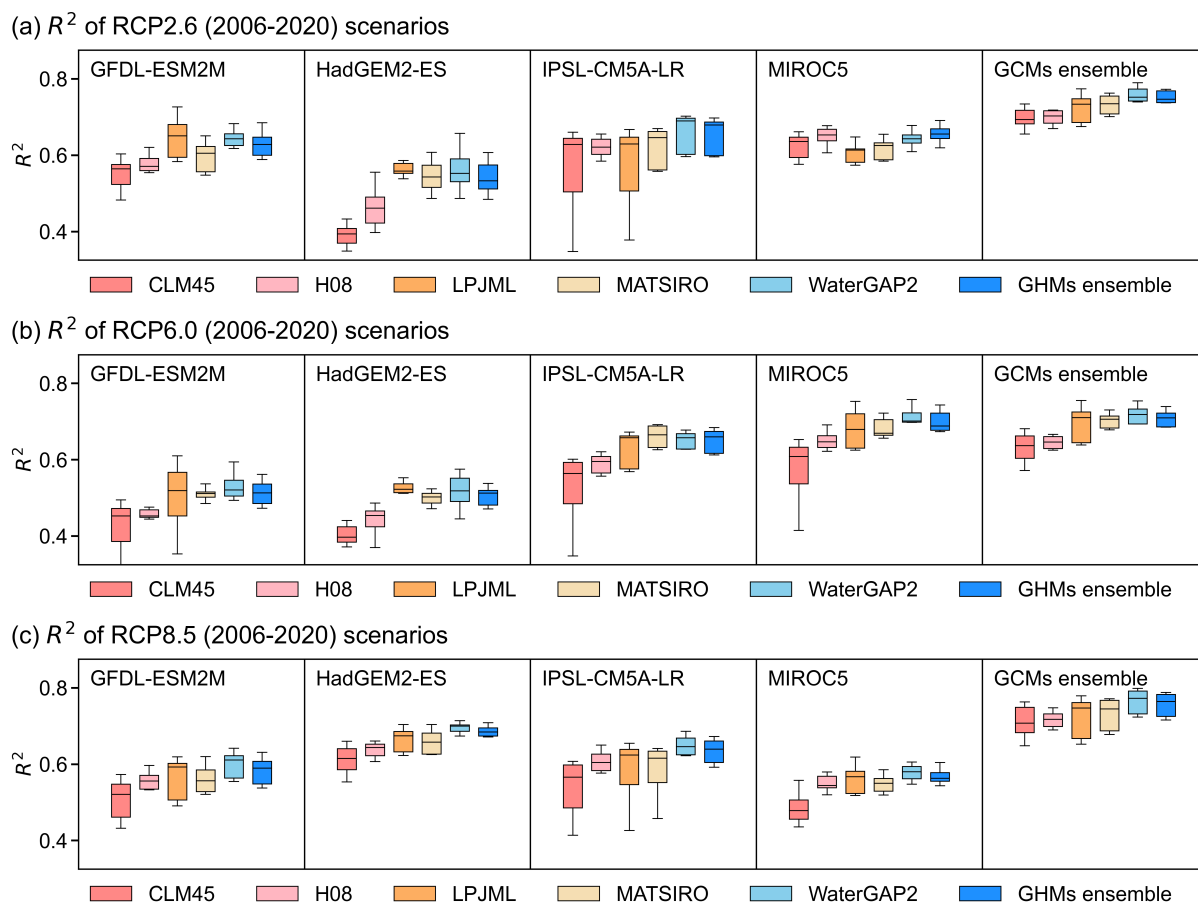 (a) R² of RCP2.6 (2006-2020) scenarios
GFDL-ESM2M HadGEM2-ES IPSL-CM5A-LR MIROC5 GCMs ensemble
0.8
0.6
0.4
R²
CLM45 H08 LPJML MATSIRO WaterGAP2 GHMs ensemble
(b) R² of RCP6.0 (2006-2020) scenarios
GFDL-ESM2M HadGEM2-ES IPSL-CM5A-LR MIROC5 GCMs ensemble
0.8
0.6
0.4
R²
CLM45 H08 LPJML MATSIRO WaterGAP2 GHMs ensemble
(c) R² of RCP8.5 (2006-2020) scenarios
GFDL-ESM2M HadGEM2-ES IPSL-CM5A-LR MIROC5 GCMs ensemble
0.8
0.6
0.4
R²
CLM45 H08 LPJML MATSIRO WaterGAP2 GHMs ensemble